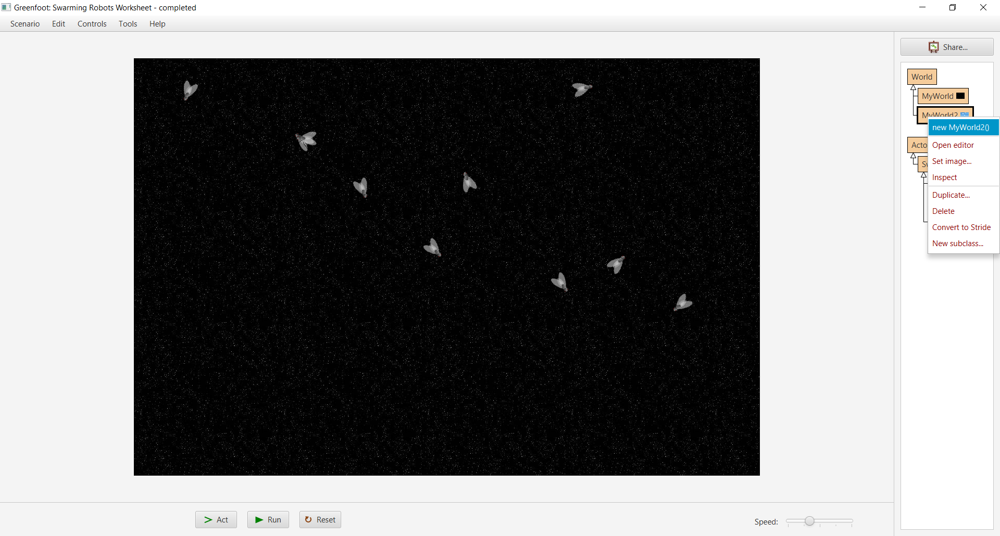 Greenfoot: Swarming Robots Worksheet - completed
Scenario Edit Controls Tools Help
Share...
World
MyWorld
MyWorld2
new MyWorld2()
Open editor
Set image...
Inspect
Duplicate...
Delete
Convert to Stride
New subclass...
Acto
Act
Run
Reset
Speed: